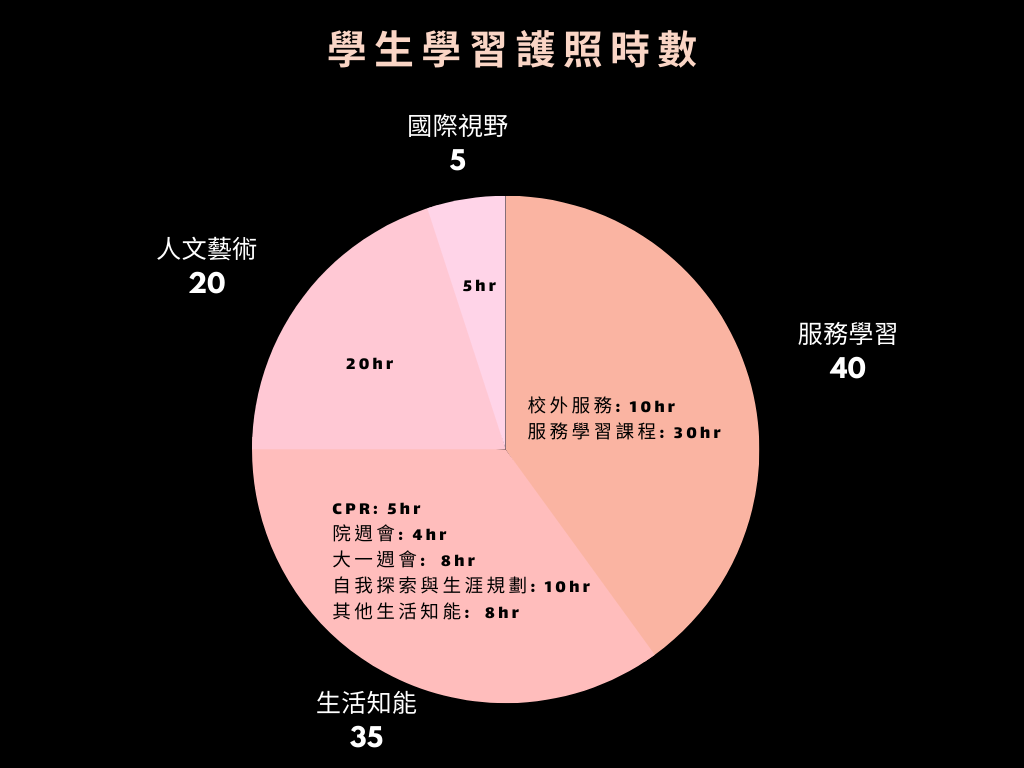 學生學習護照時數
國際視野
5
人文藝術
20
服務學習
40
5hr
20hr
校外服務: 10hr
服務學習課程: 30hr
CPR: 5hr
院週會: 4hr
大一週會: 8hr
自我探索與生涯規劃: 10hr
其他生活知能: 8hr
生活知能
35